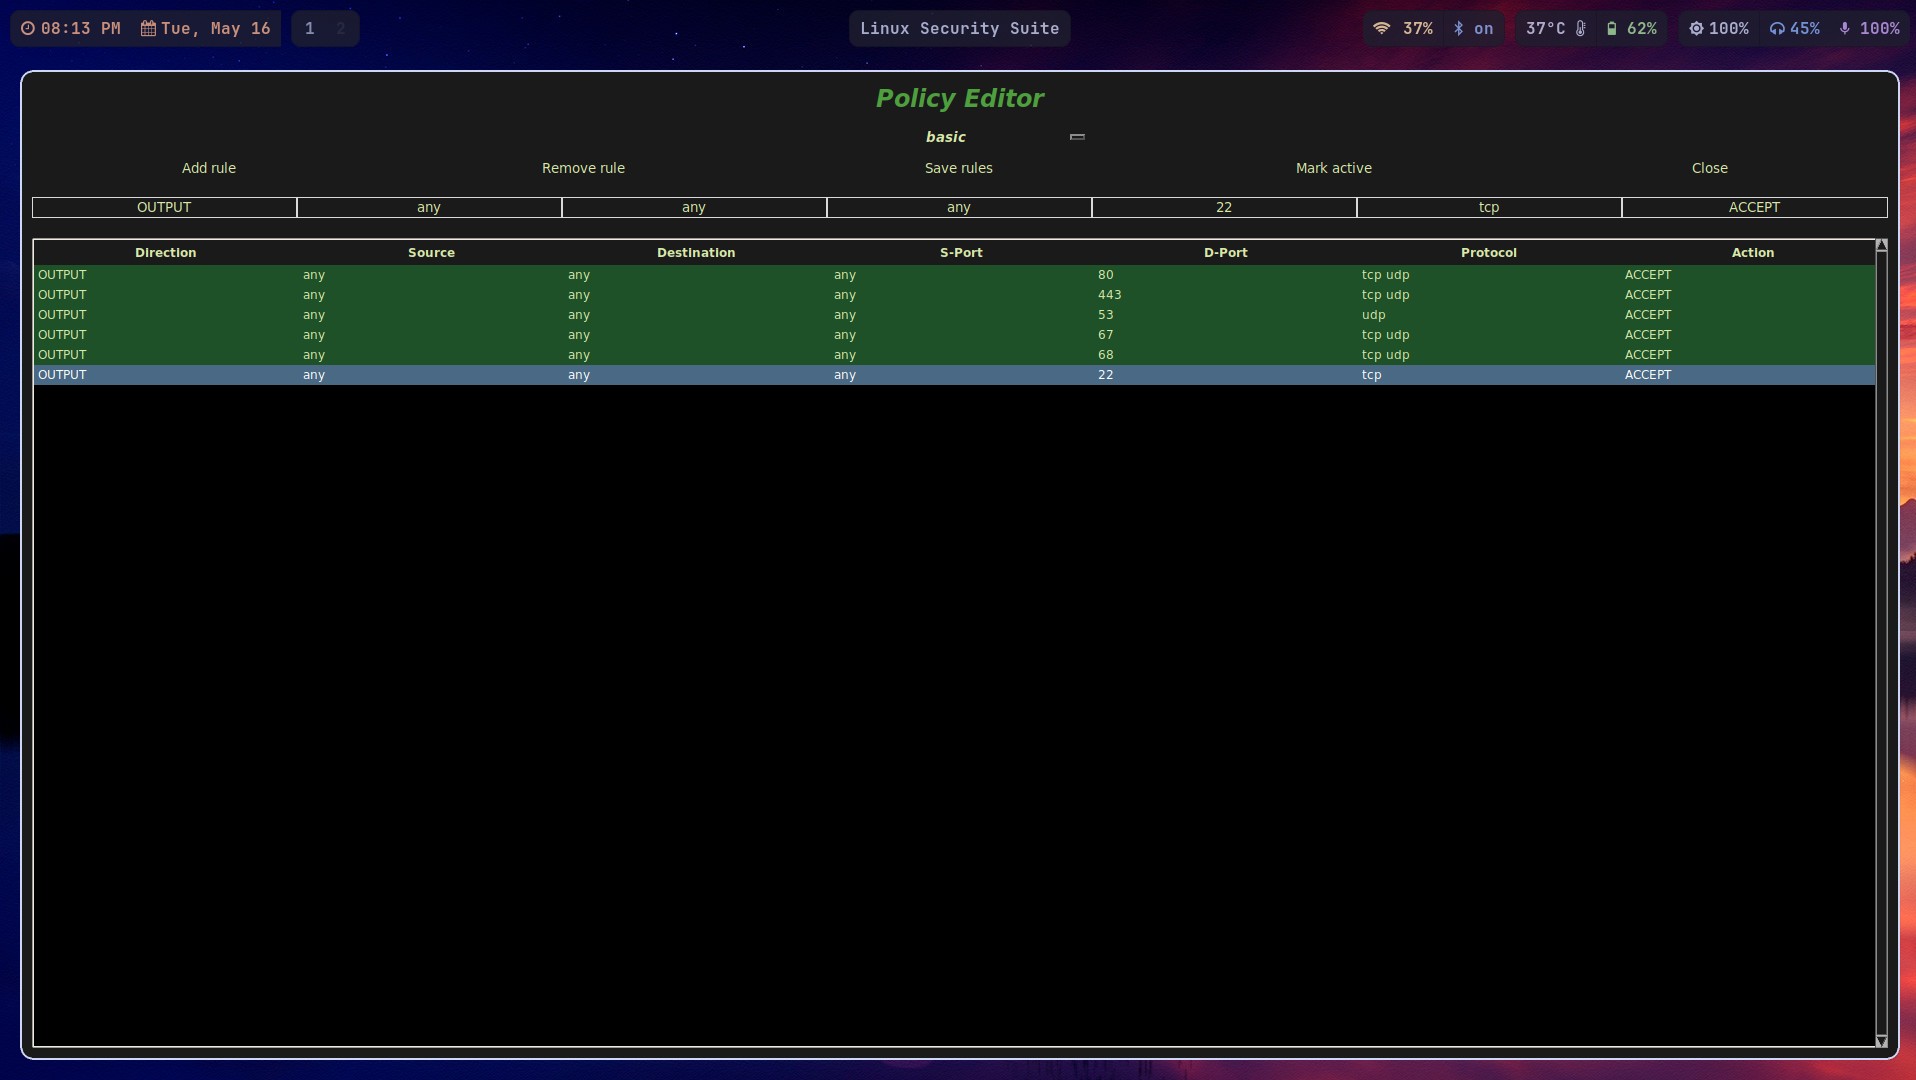 08:13 PM Tue, May 16 1 2 Linux Security Suite 37% on 37°C 62% 100% 45% 100%
Policy Editor
basic
Add rule Remove rule Save rules Mark active Close
OUTPUT any any any 22 tcp ACCEPT
Direction Source Destination S-Port D-Port Protocol Action
OUTPUT any any any 80 tcp udp ACCEPT
OUTPUT any any any 443 tcp udp ACCEPT
OUTPUT any any any 53 udp ACCEPT
OUTPUT any any any 67 tcp udp ACCEPT
OUTPUT any any any 68 tcp udp ACCEPT
OUTPUT any any any 22 tcp ACCEPT